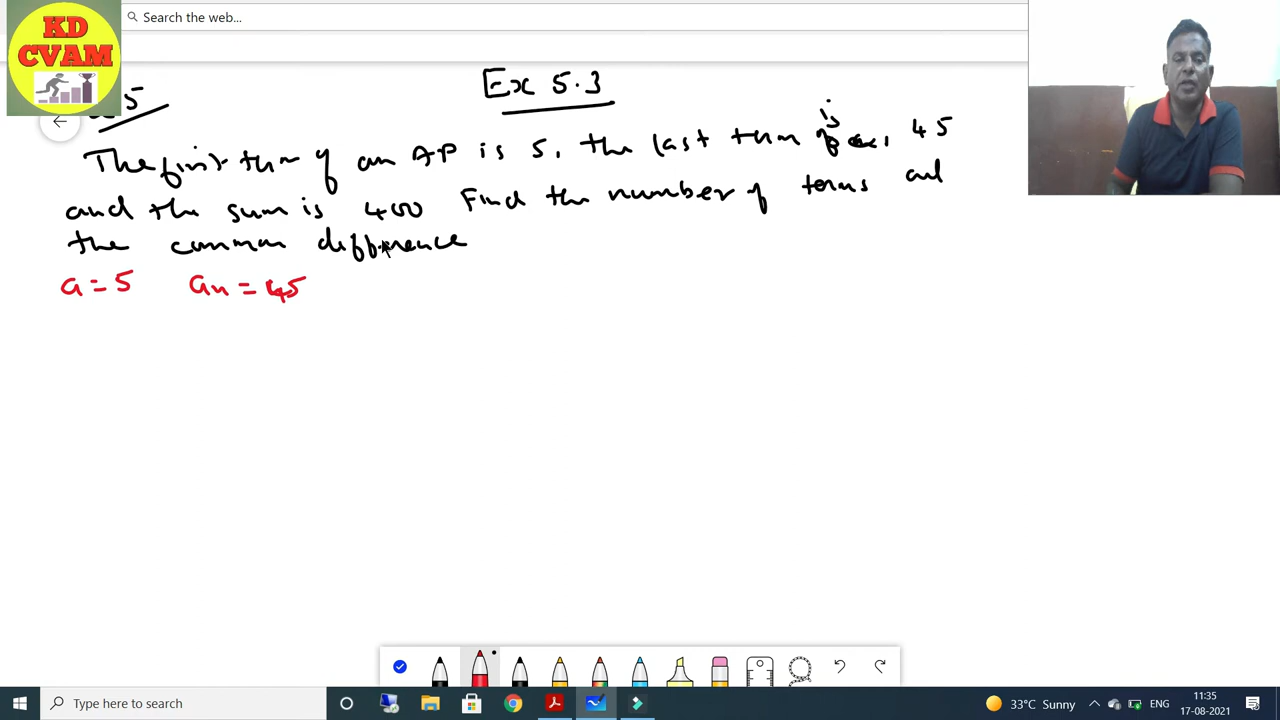 KD
CVAM
Search the web...
5
Ex 5.3
The first term of an AP is 5, the last term is 45
and the sum is 400 Find the number of terms and
the common difference
a = 5 an = 45
Type here to search
33°C Sunny
ENG
11:35
17-08-2021